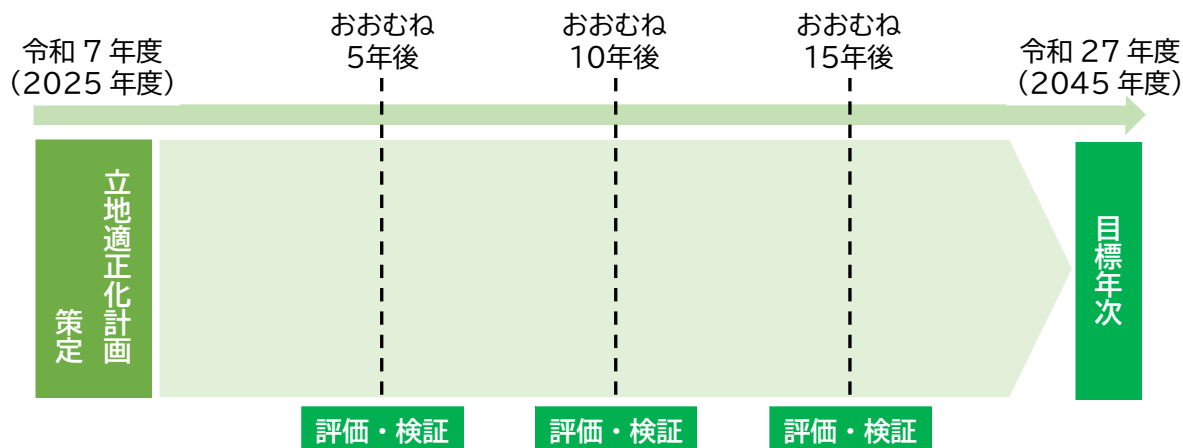 令和７年度
（2025 年度）
おおむね
5年後
おおむね
10年後
おおむね
15年後
令和 27 年度
（2045 年度）
立地適正化計画
策定
目標年次
評価・検証
評価・検証
評価・検証